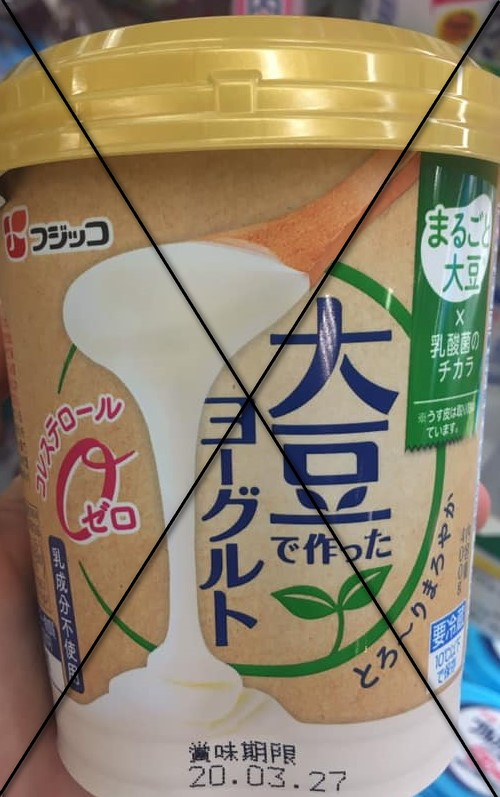 フジッコ
まるごと
大豆
×
乳酸菌の
チカラ
※うす皮は取り除い
ています。
大豆
で作った
ヨーグルト
コレステロール
0
ゼロ
乳成分不使用
とろ〜りまろやか
要冷蔵
10℃以下
賞味期限
20.03.27